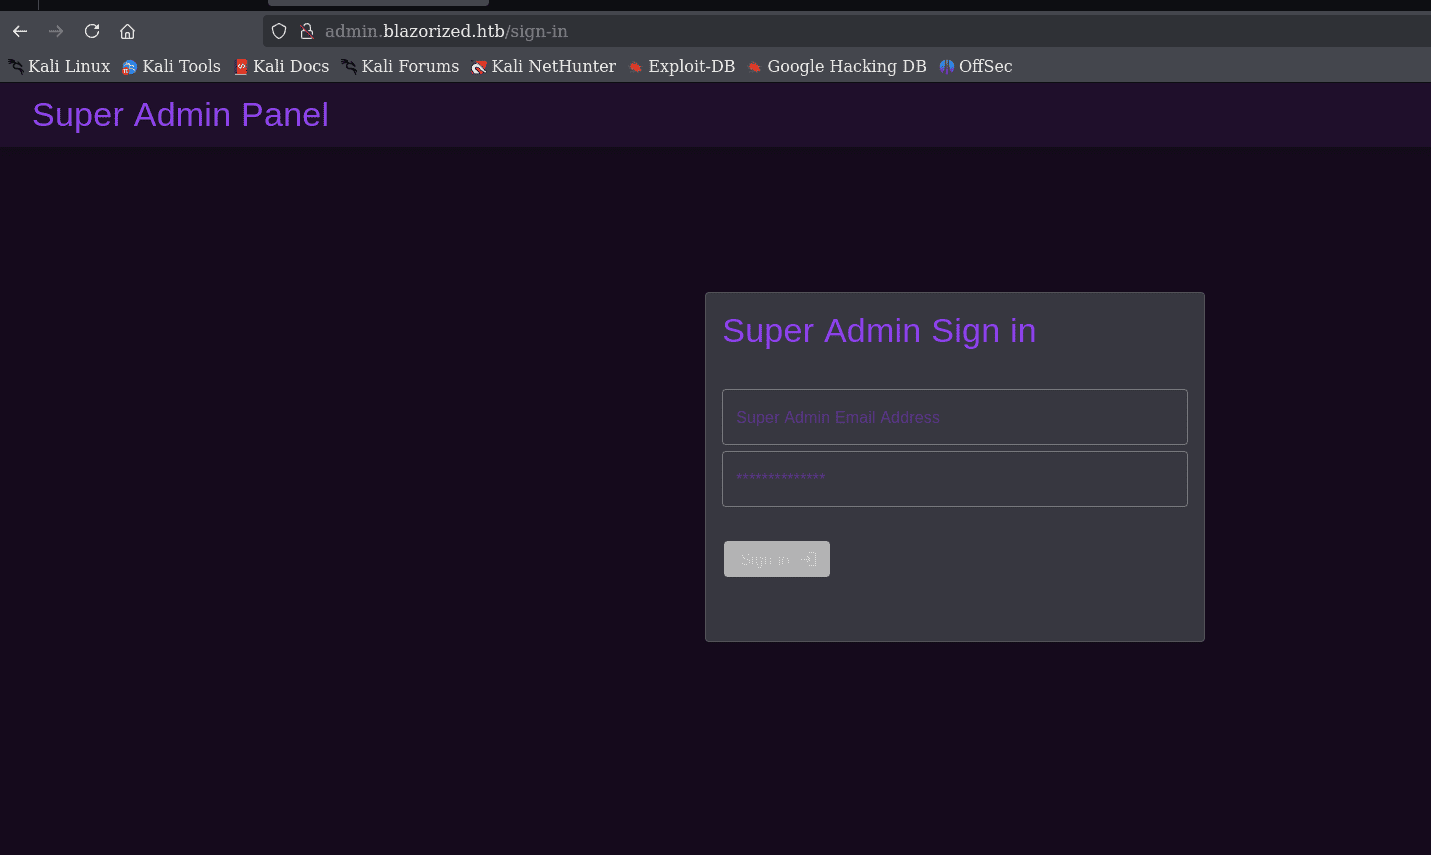 admin.blazorized.htb/sign-in
Kali Linux Kali Tools Kali Docs Kali Forums Kali NetHunter Exploit-DB Google Hacking DB OffSec
Super Admin Panel
Super Admin Sign in
Super Admin Email Address
**************
Sign in